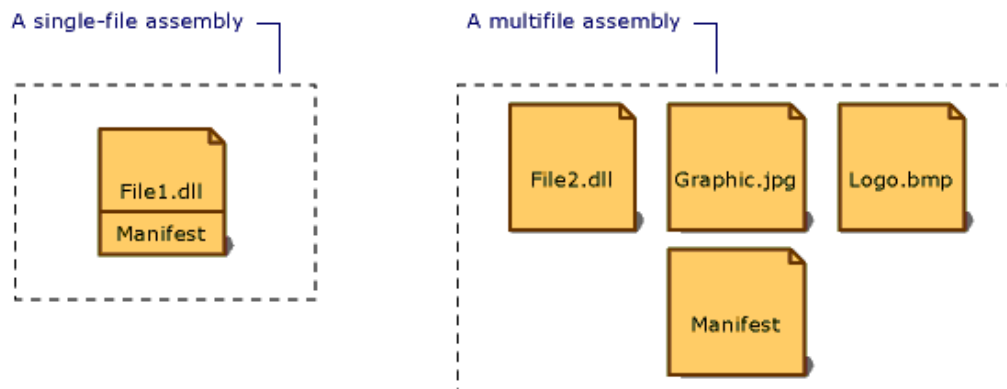 A single-file assembly
A multifile assembly
File1.dll
Manifest
File2.dll
Graphic.jpg
Logo.bmp
Manifest